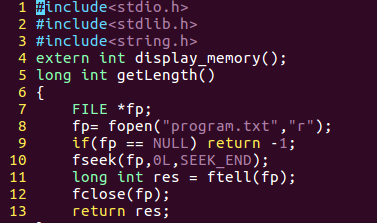 1 #include<stdio.h>
2 #include<stdlib.h>
3 #include<string.h>
4 extern int display_memory();
5 long int getLength()
6 {
7     FILE *fp;
8     fp= fopen("program.txt","r");
9     if(fp == NULL) return -1;
10     fseek(fp,0L,SEEK_END);
11     long int res = ftell(fp);
12     fclose(fp);
13     return res;